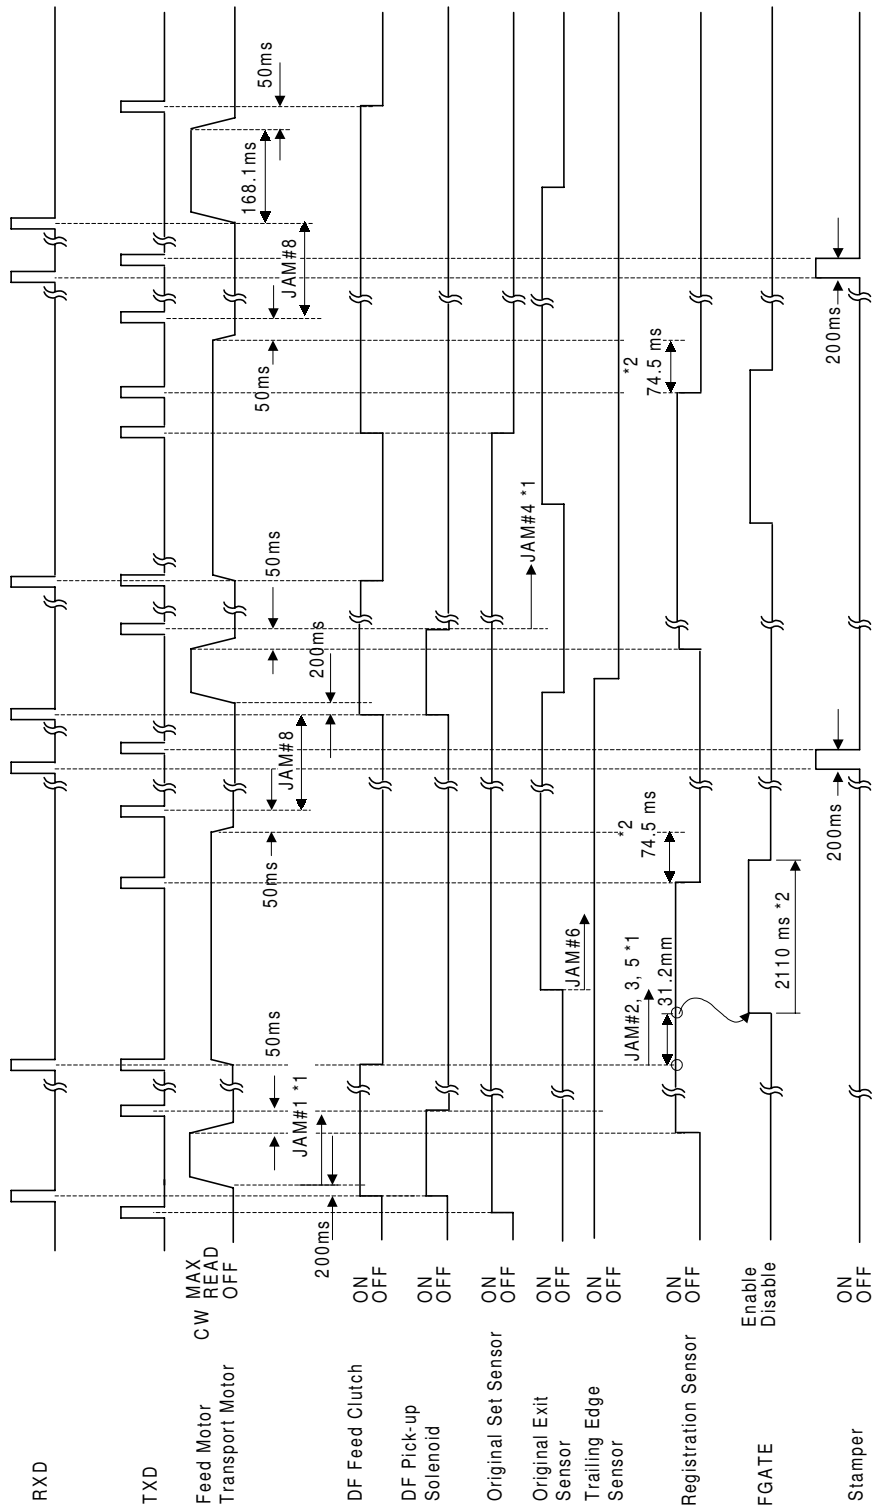 RXD
TXD
Feed Motor
Transport Motor
CW MAX
READ
OFF
DF Feed Clutch
ON
OFF
DF Pick-up
Solenoid
ON
OFF
Original Set Sensor
ON
OFF
Original Exit
Sensor
ON
OFF
Trailing Edge
Sensor
ON
OFF
Registration Sensor
ON
OFF
FGATE
Enable
Disable
Stamper
ON
OFF
200ms
JAM#1 *1
50ms
JAM#2, 3, 5 *1
31.2mm
JAM#6
2110 ms *2
*2
74.5 ms
50ms
JAM#8
200ms
200ms
50ms
JAM#4 *1
*2
74.5 ms
50ms
JAM#8
200ms
168.1ms
50ms